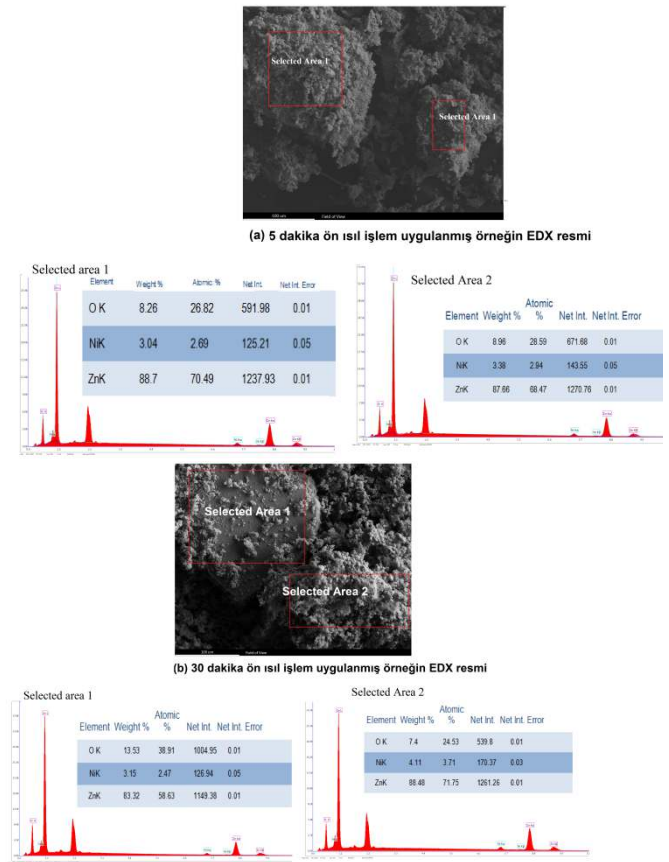 Selected Area 1
Selected Area 1
(a) 5 dakika ön ısıl işlem uygulanmış örneğin EDX resmi
Selected area 1
Element Weight % Atomic. % Net Int. Net Int. Error
O K 8.26 26.82 591.98 0.01
NiK 3.04 2.69 125.21 0.05
ZnK 88.7 70.49 1237.93 0.01
Selected Area 2
Element Weight % Atomic % Net Int. Net Int. Error
O K 8.96 28.59 671.68 0.01
NiK 3.38 2.94 143.55 0.05
ZnK 87.66 68.47 1270.76 0.01
Selected Area 1
Selected Area 2
(b) 30 dakika ön ısıl işlem uygulanmış örneğin EDX resmi
Selected area 1
Element Weight % Atomic % Net Int. Net Int. Error
O K 13.53 38.91 1004.95 0.01
NiK 3.15 2.47 126.94 0.05
ZnK 83.32 58.63 1149.38 0.01
Selected Area 2
Element Weight % Atomic % Net Int. Net Int. Error
O K 7.4 24.53 539.8 0.01
NiK 4.11 3.71 170.37 0.03
ZnK 88.48 71.75 1261.26 0.01